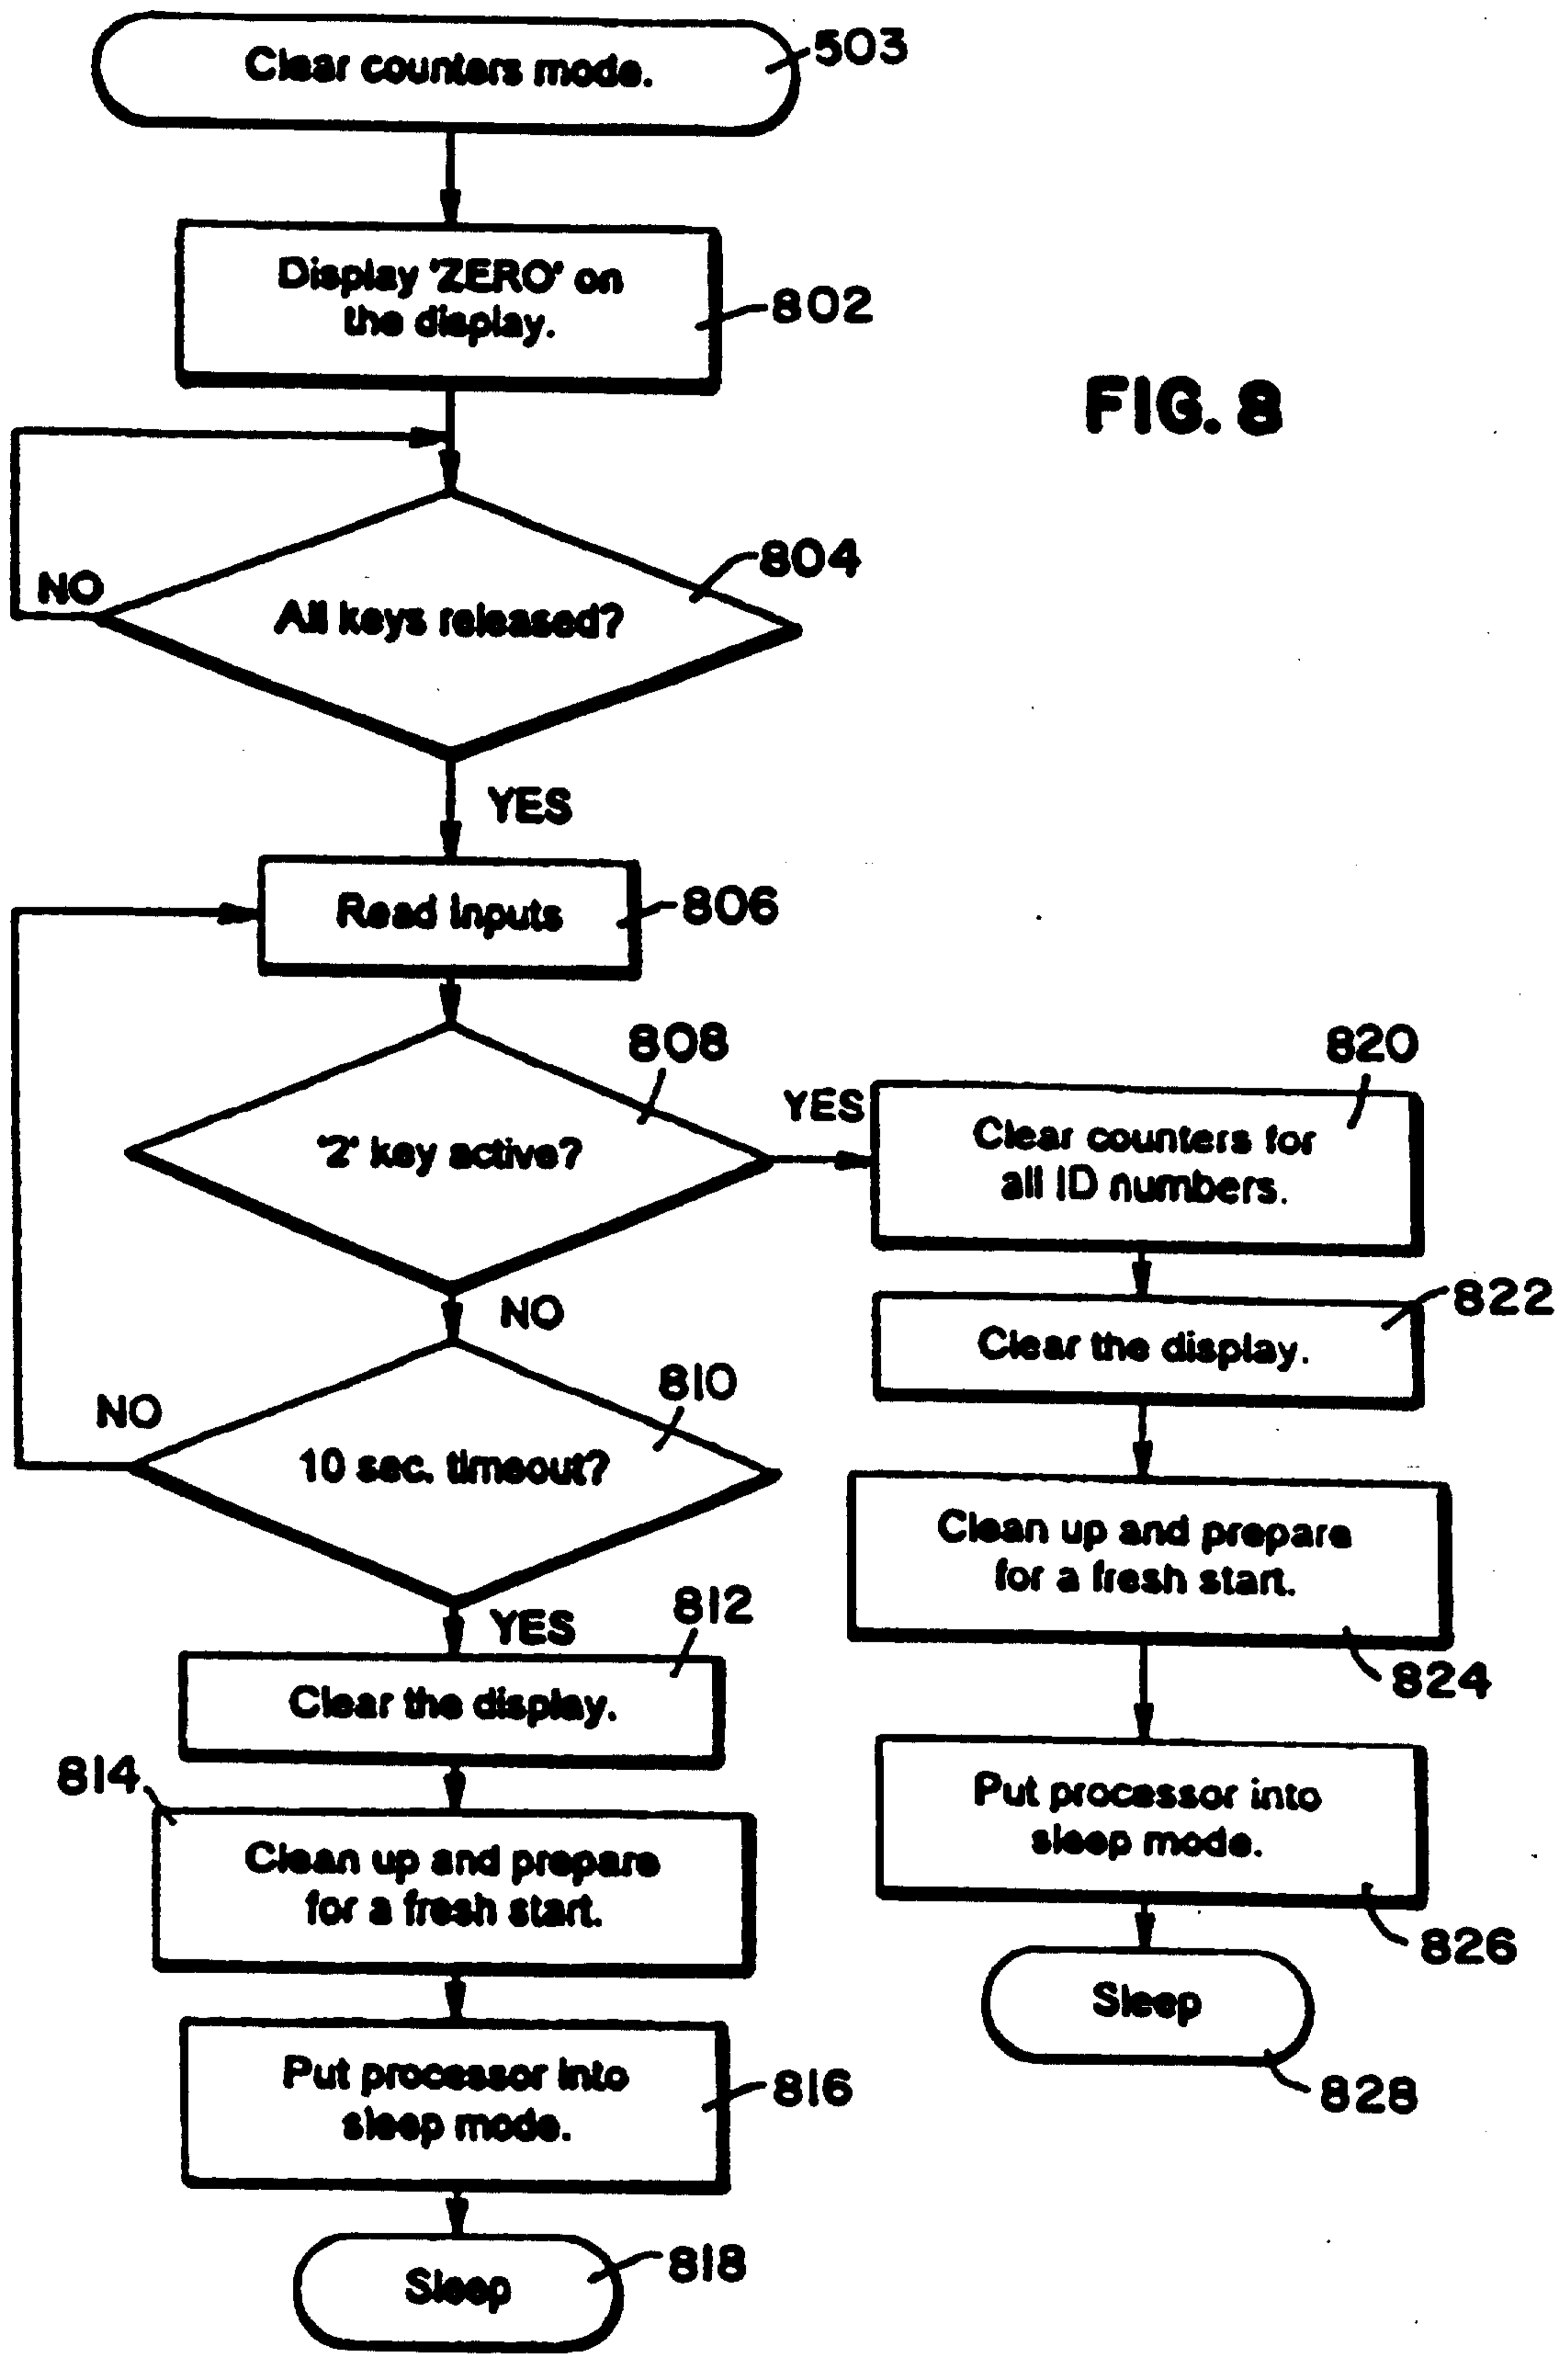 Clear counters mode.
503
Display 'ZERO' on
the display.
802
FIG. 8
804
NO
All keys released?
YES
Read inputs
806
808
'2' key active?
YES
820
Clear counters for
all ID numbers.
NO
822
Clear the display.
810
NO
10 sec. timeout?
YES
Clean up and prepare
for a fresh start.
824
812
Clear the display.
814
Clean up and prepare
for a fresh start.
Put processor into
sleep mode.
826
Sleep
828
Put processor into
sleep mode.
816
Sleep
818